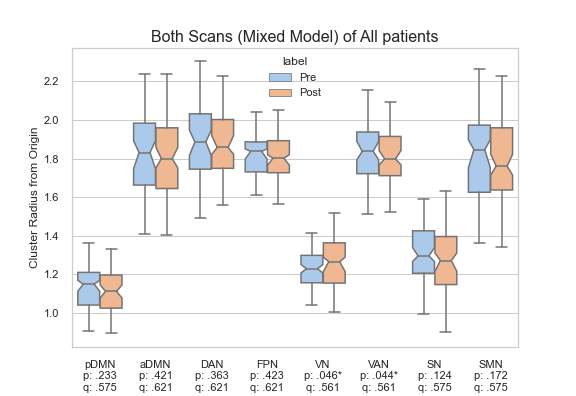 Both Scans (Mixed Model) of All patients
label
Pre
Post
Cluster Radius from Origin
2.2
2.0
1.8
1.6
1.4
1.2
1.0
pDMN aDMN DAN FPN VN VAN SN SMN
p: .233 p: .421 p: .363 p: .423 p: .046* p: .044* p: .124 p: .172
q: .575 q: .621 q: .621 q: .621 q: .561 q: .561 q: .575 q: .575